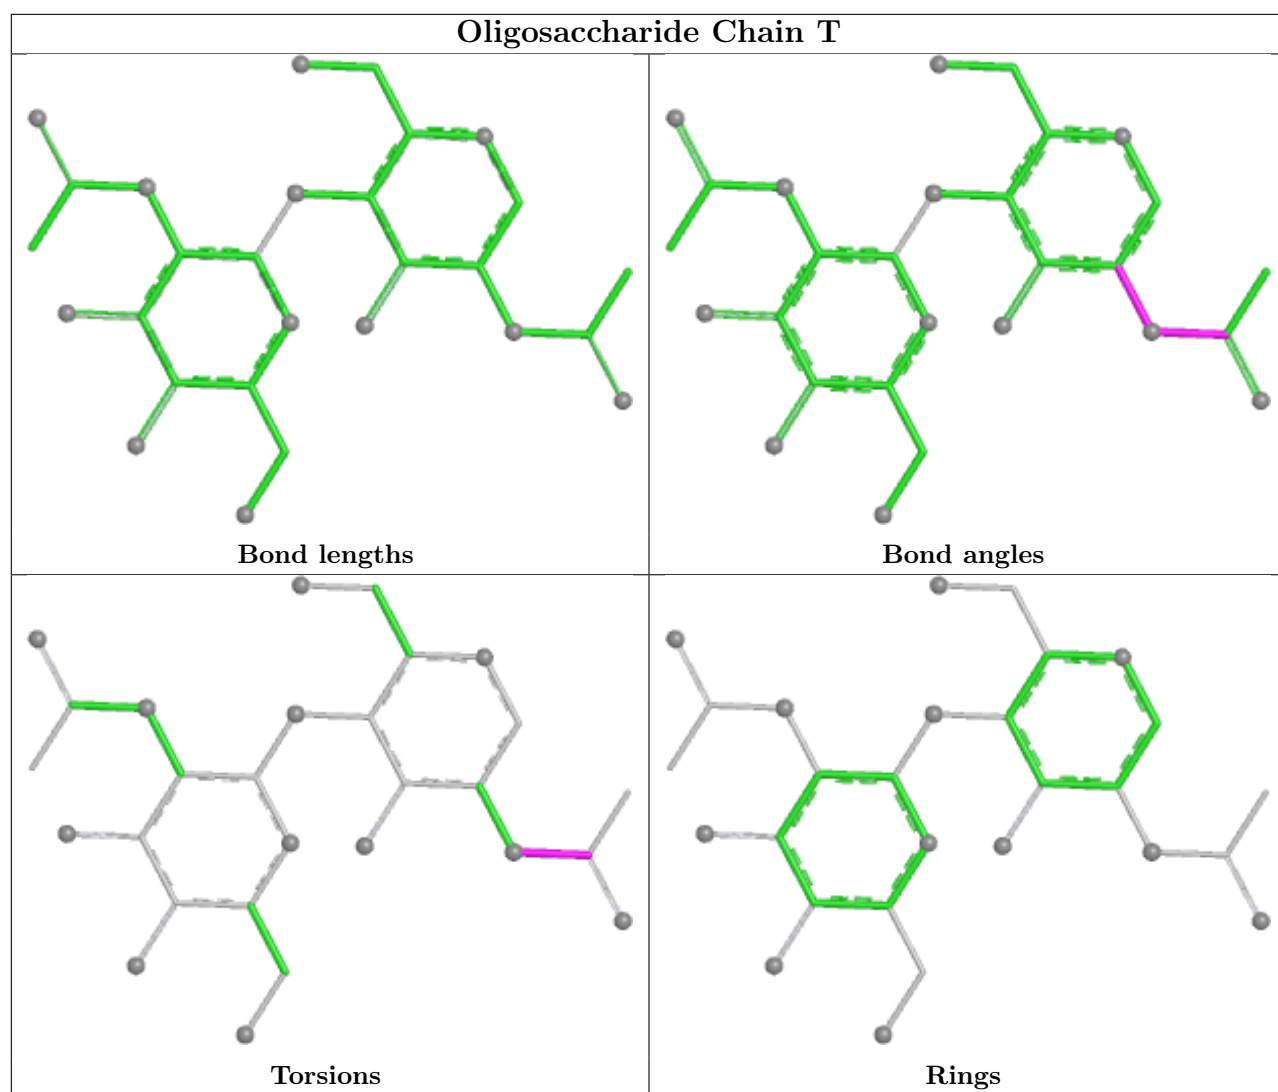 Oligosaccharide Chain T
Bond lengths
Bond angles
Torsions
Rings